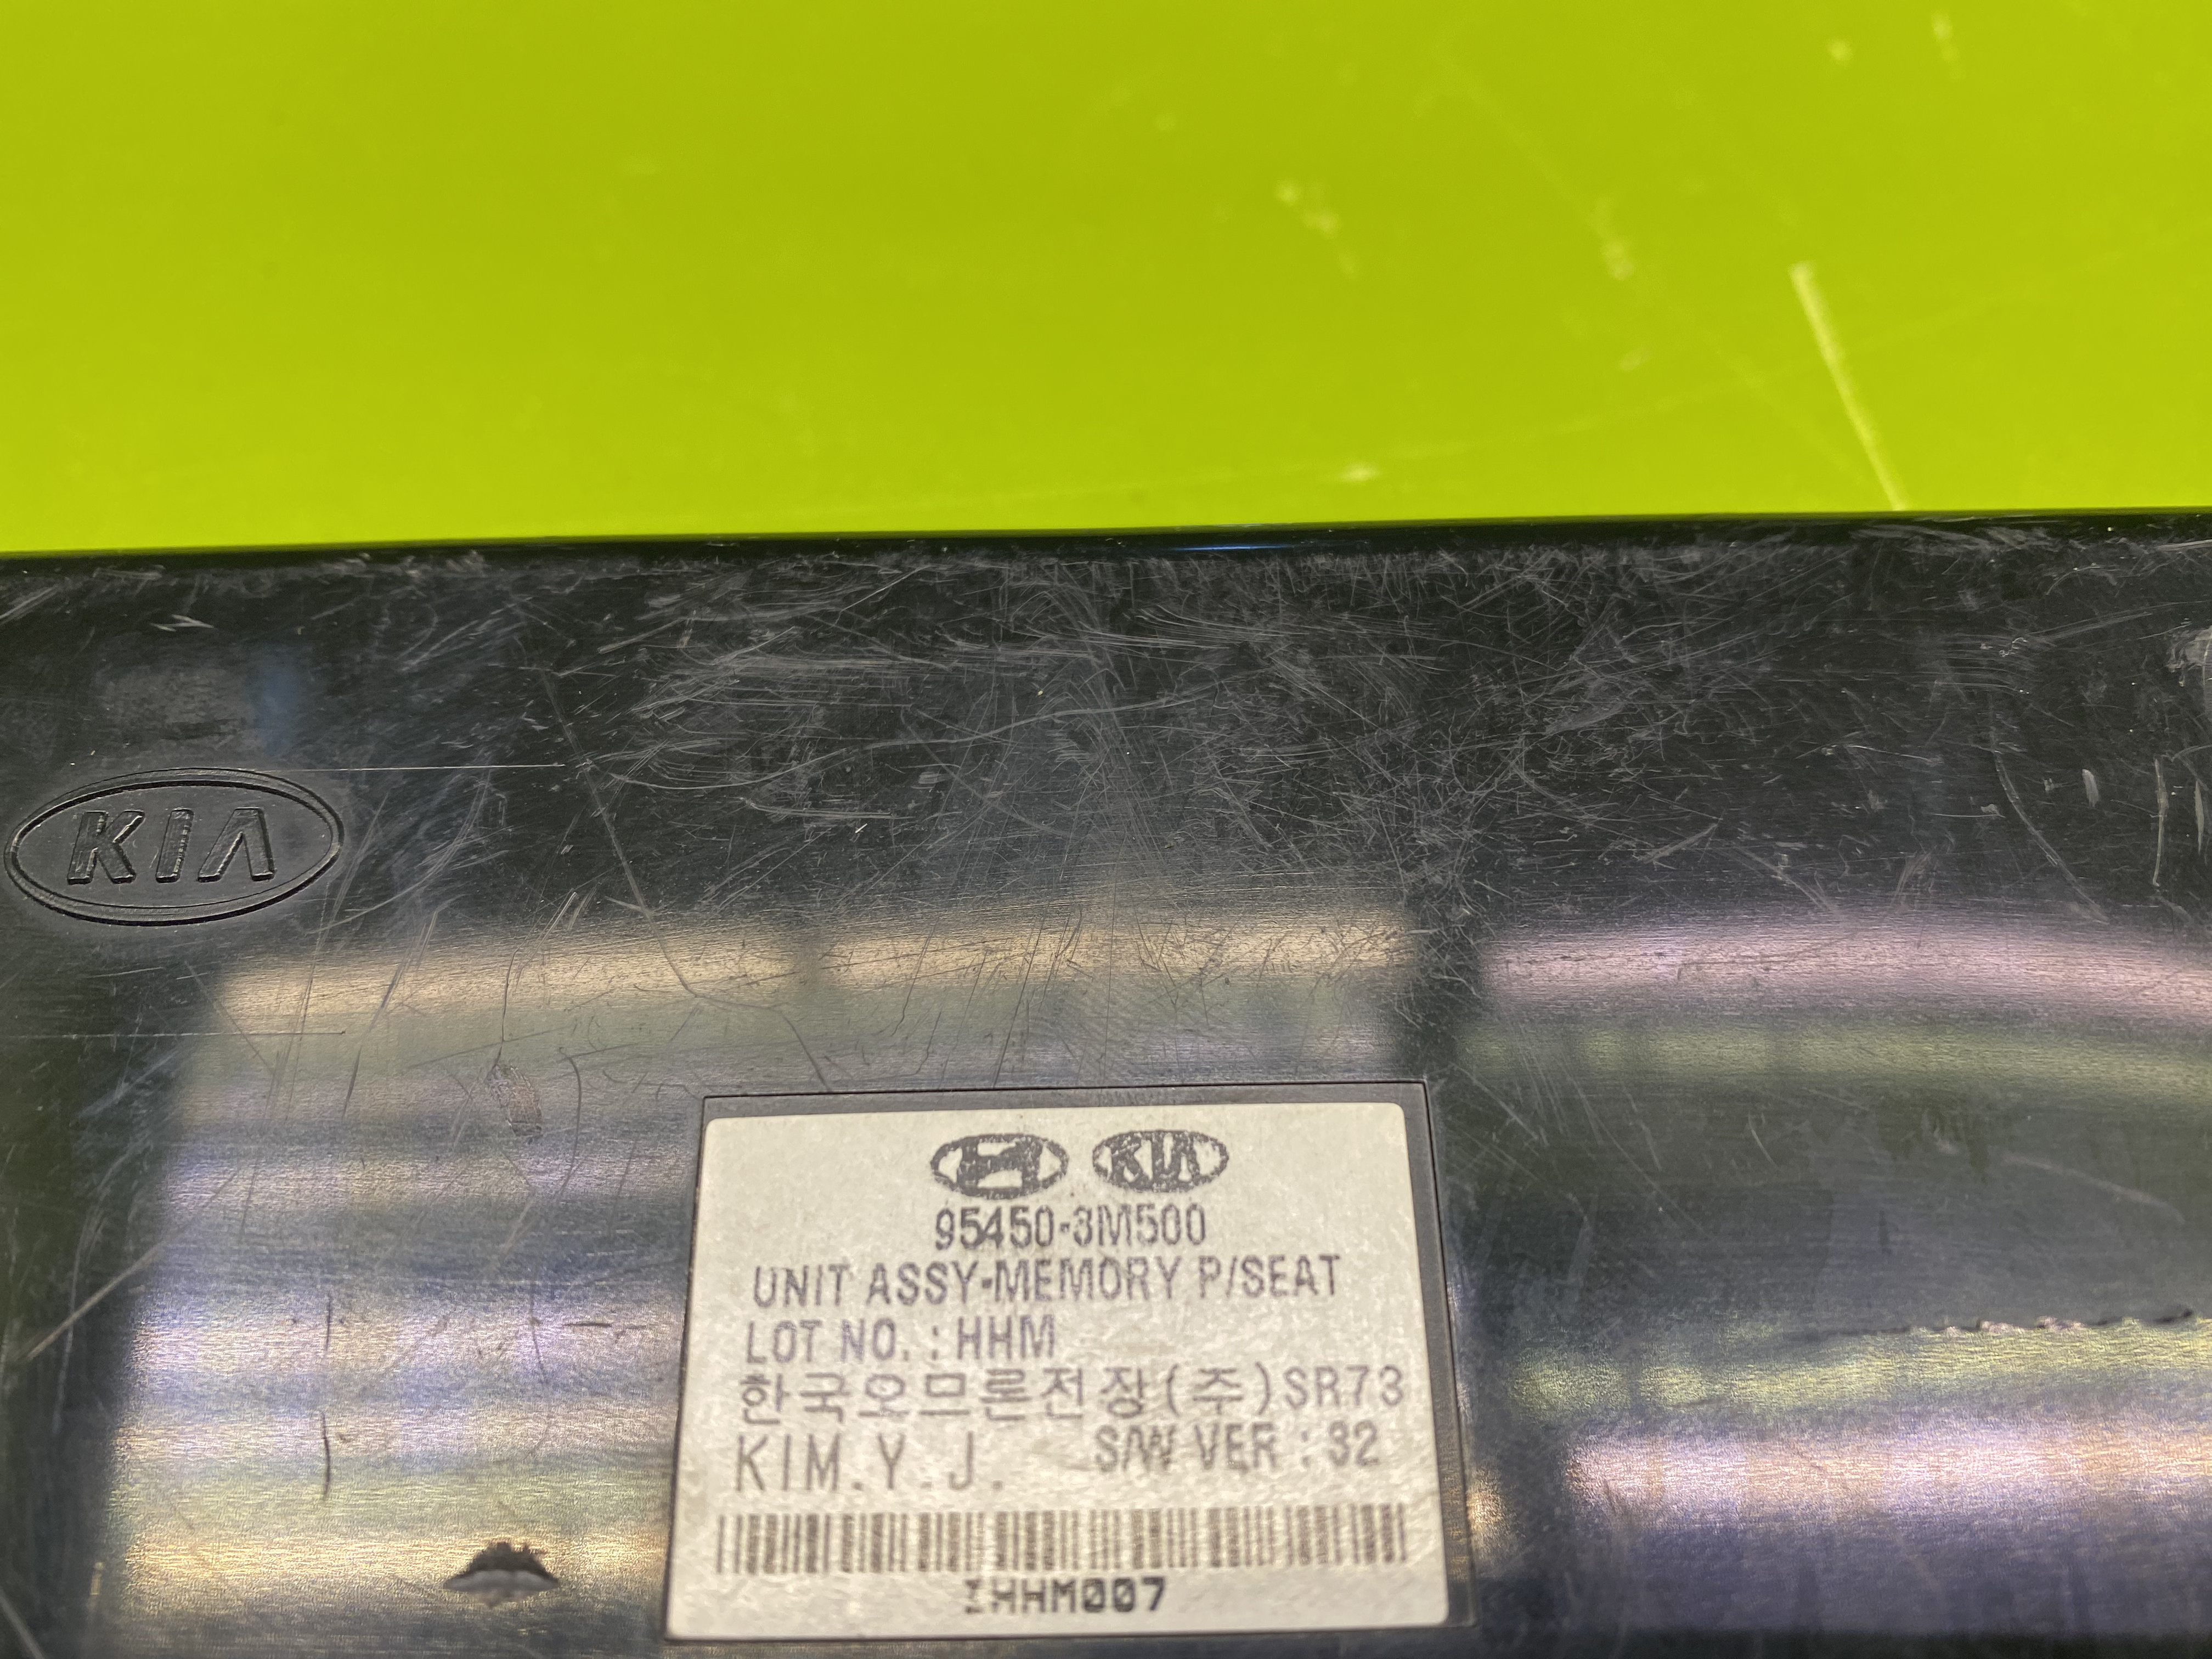 KIA
KIA
95450-3M500
UNIT ASSY-MEMORY P/SEAT
LOT NO. : HHM
한국오므론전장(주)SR73
KIM.Y.J. S/W VER : 32
IHHM007